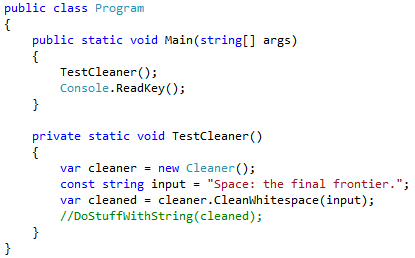 public class Program
{
    public static void Main(string[] args)
    {
        TestCleaner();
        Console.ReadKey();
    }

    private static void TestCleaner()
    {
        var cleaner = new Cleaner();
        const string input = "Space: the final frontier.";
        var cleaned = cleaner.CleanWhitespace(input);
        //DoStuffWithString(cleaned);
    }
}